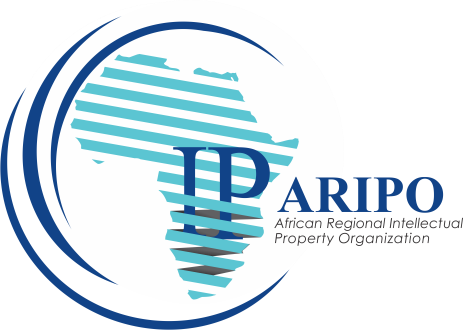 IP
ARIPO
African Regional Intellectual
Property Organization